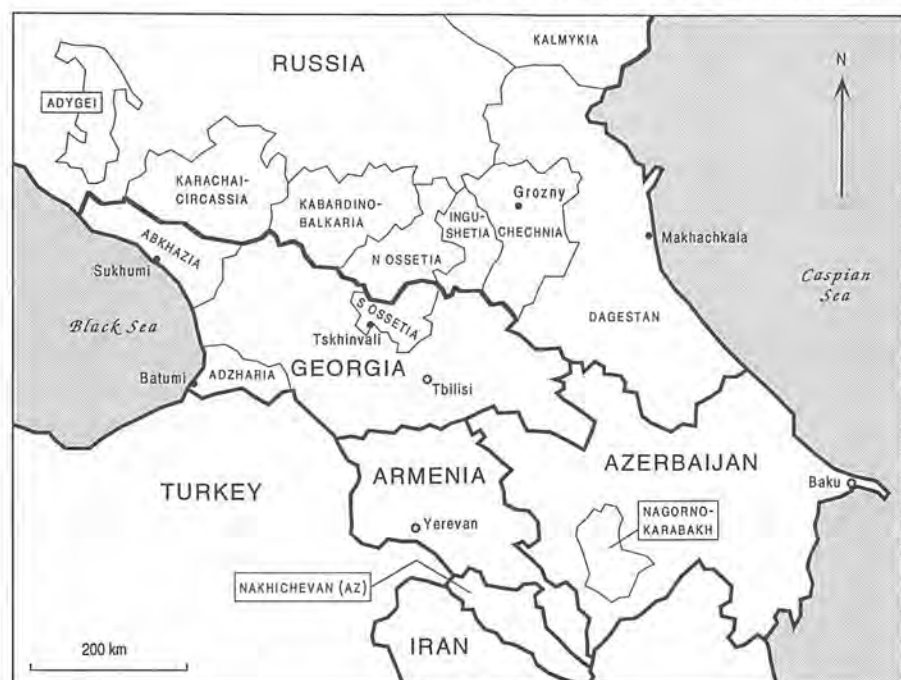 KALMYKIA
RUSSIA
N
ADYGEI
KARACHAI-
CIRCASSIA
KABARDINO-
BALKARIA
Grozny
INGU-
SHETIA
CHECHNIA
ABKHAZIA
Makhachkala
N OSSETIA
Sukhumi
Caspian
Sea
S OSSETIA
Black Sea
DAGESTAN
Tskhinvali
GEORGIA
ADZHARIA
Batumi
Tbilisi
AZERBAIJAN
ARMENIA
TURKEY
Baku
NAGORNO-
KARABAKH
Yerevan
NAKHICHEVAN (AZ)
IRAN
200 km